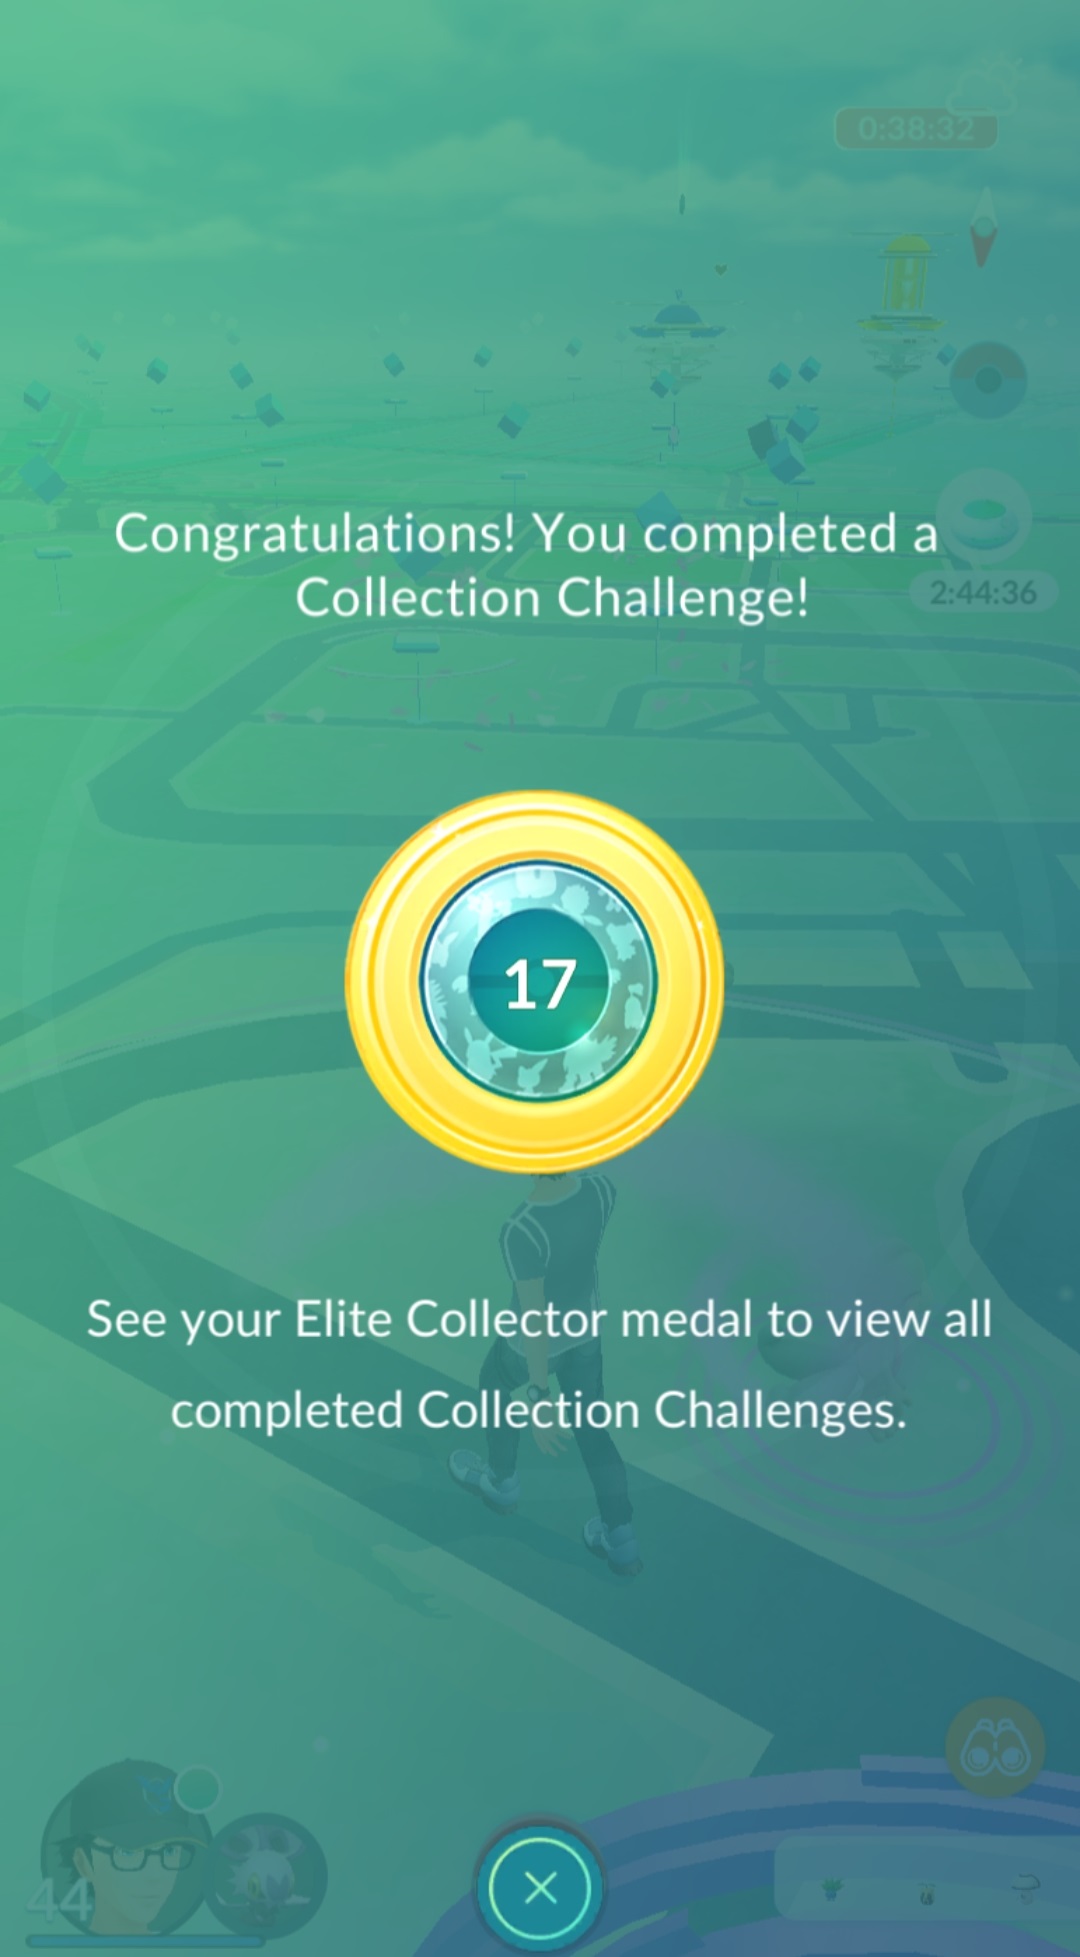 0:38:32
Congratulations! You completed a
Collection Challenge!
2:44:36
17
See your Elite Collector medal to view all
completed Collection Challenges.
44